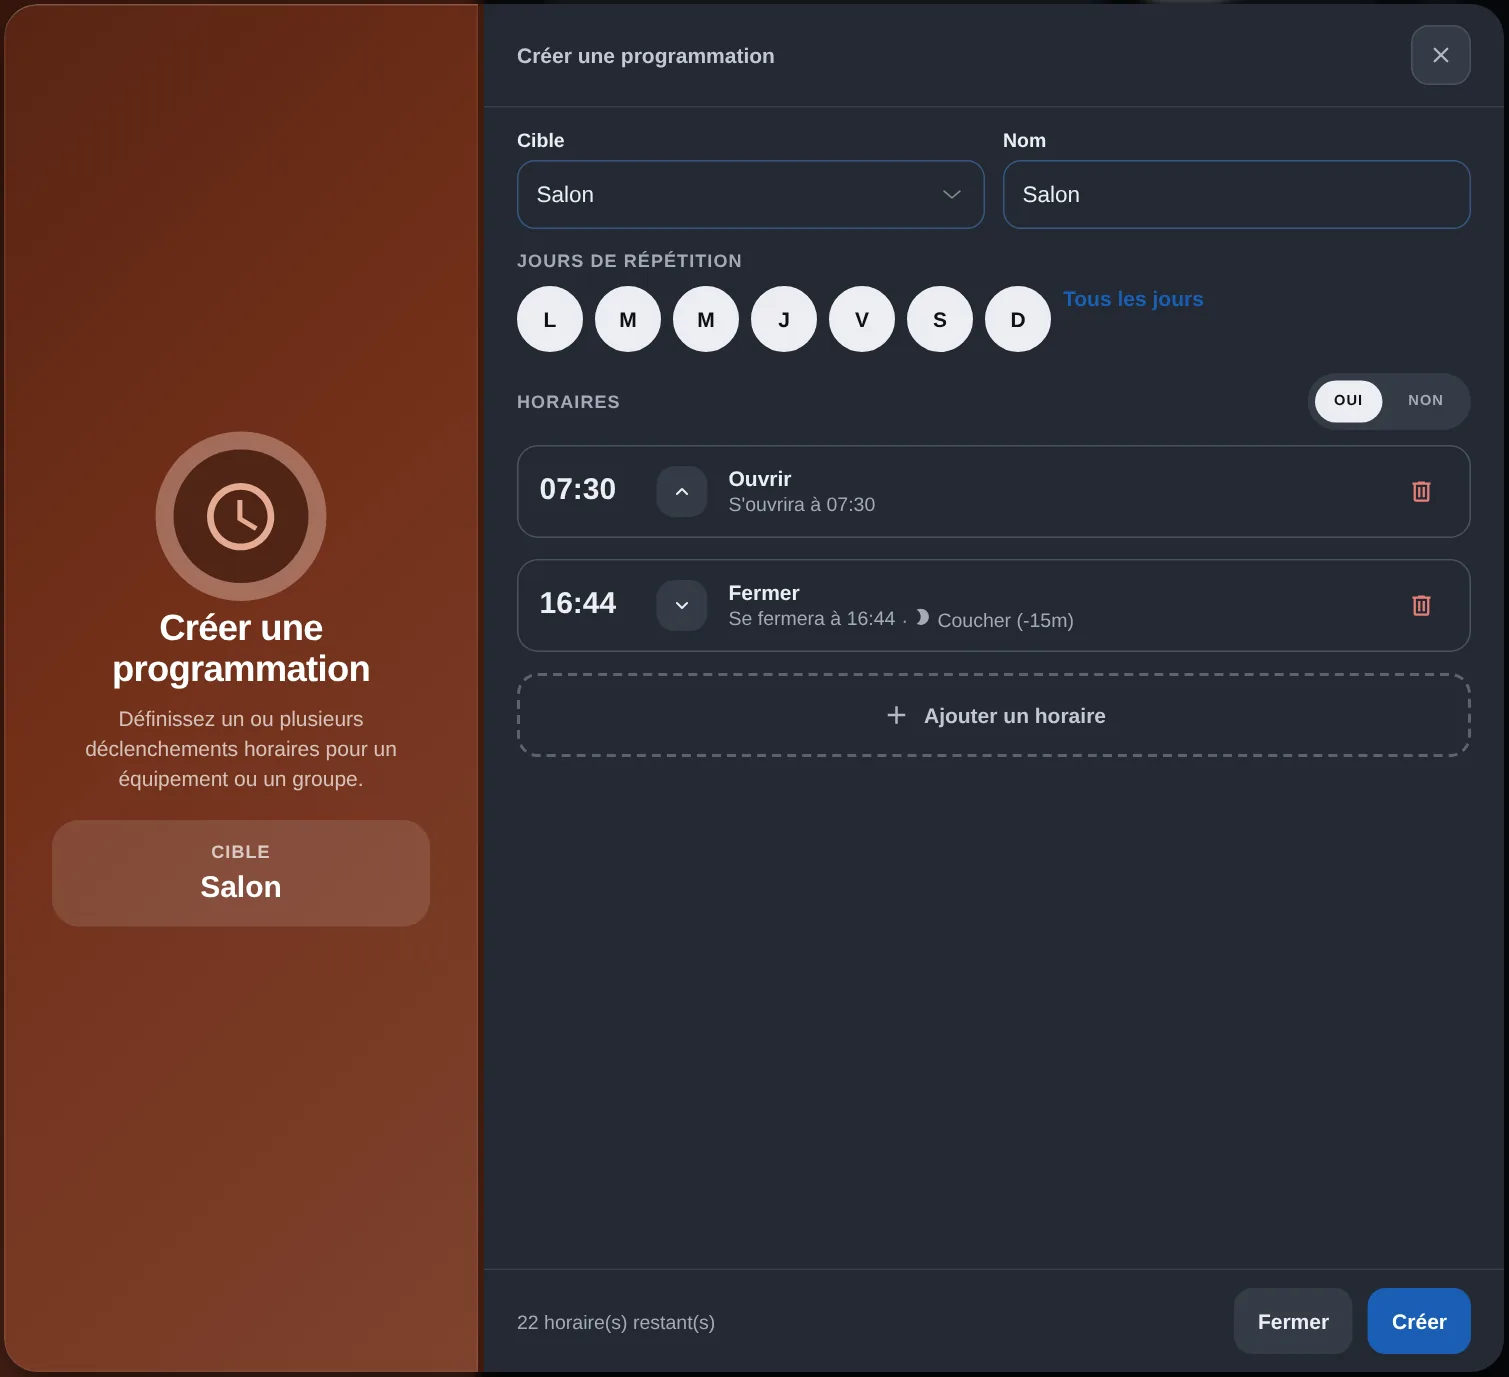 Créer une
programmation
Définissez un ou plusieurs
déclenchements horaires pour un
équipement ou un groupe.
CIBLE
Salon
Créer une programmation
Cible
Nom
Salon
Salon
JOURS DE RÉPÉTITION
L M M J V S D Tous les jours
HORAIRES
OUI NON
07:30
Ouvrir
S'ouvrira à 07:30
16:44
Fermer
Se fermera à 16:44 · Coucher (-15m)
Ajouter un horaire
22 horaire(s) restant(s)
Fermer
Créer